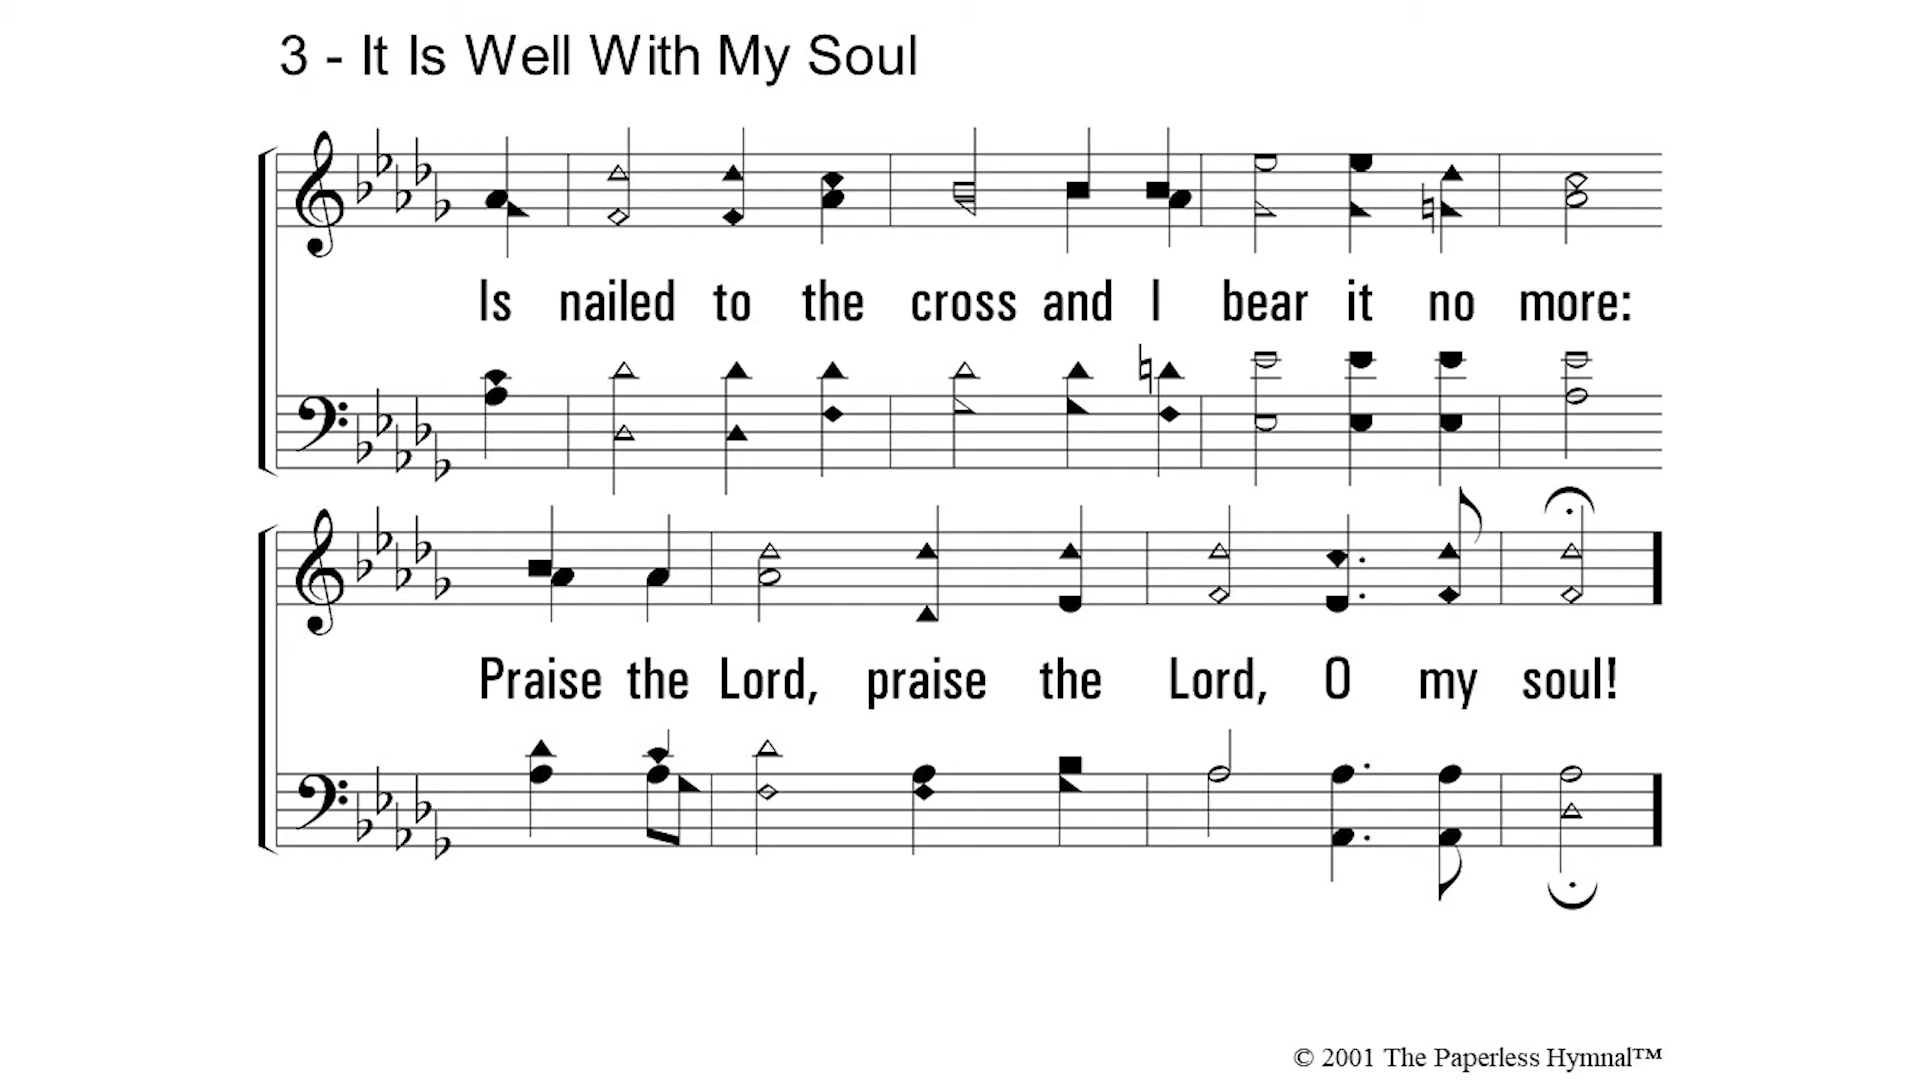 3 - It Is Well With My Soul
Is nailed to the cross and I bear it no more:
Praise the Lord, praise the Lord, O my soul!
© 2001 The Paperless Hymnal™